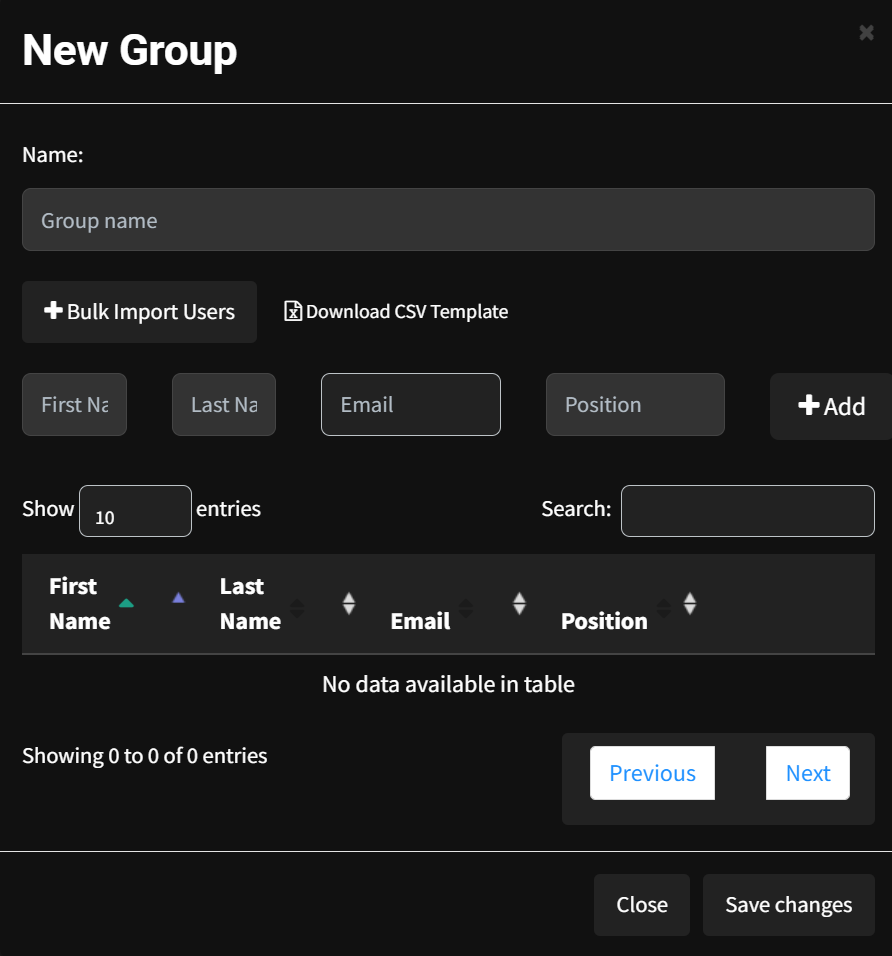 New Group
Name:
Group name
Bulk Import Users
Download CSV Template
First Na
Last Na
Email
Position
Add
Show 10 entries
Search:
First Name
Last Name
Email
Position
No data available in table
Showing 0 to 0 of 0 entries
Previous
Next
Close
Save changes